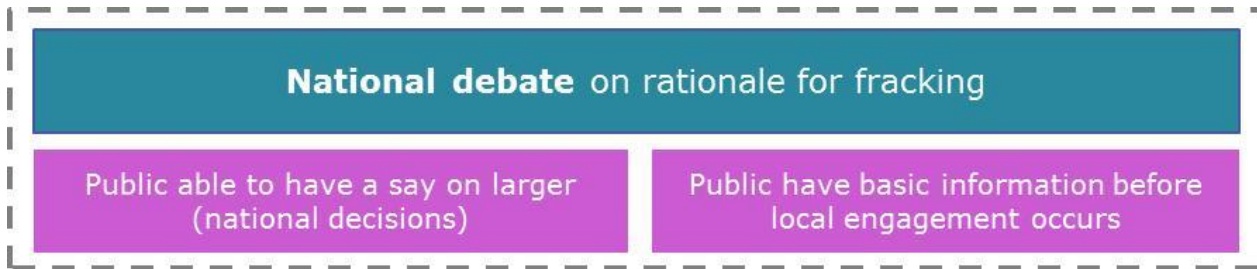 National debate on rationale for fracking
Public able to have a say on larger
(national decisions)
Public have basic information before
local engagement occurs